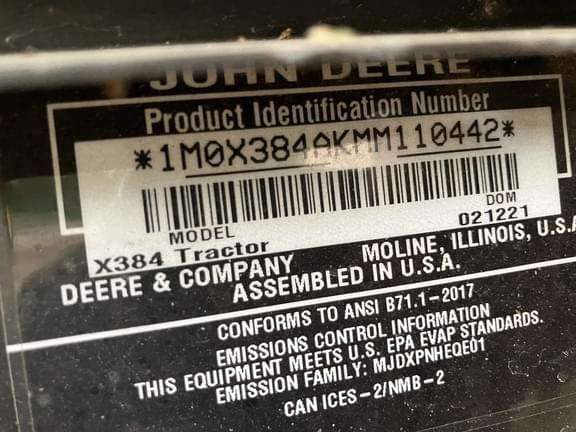 JOHN DEERE
Product Identification Number
*1M0X384AKMM110442*
DOM
021221
MODEL
X384 Tractor
DEERE & COMPANY MOLINE, ILLINOIS, U.S.A
ASSEMBLED IN U.S.A.
CONFORMS TO ANSI B71.1-2017
EMISSIONS CONTROL INFORMATION
THIS EQUIPMENT MEETS U.S. EPA EVAP STANDARDS.
EMISSION FAMILY: MJDXPNHEQE01
CAN ICES-2/NMB-2